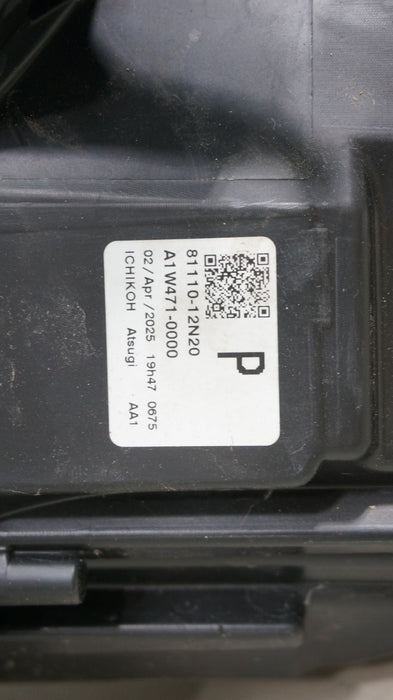 P
81110-12N20
A1W471-0000
02/Apr/2025 19h47 0675
ICHIKOH Atsugi AA1